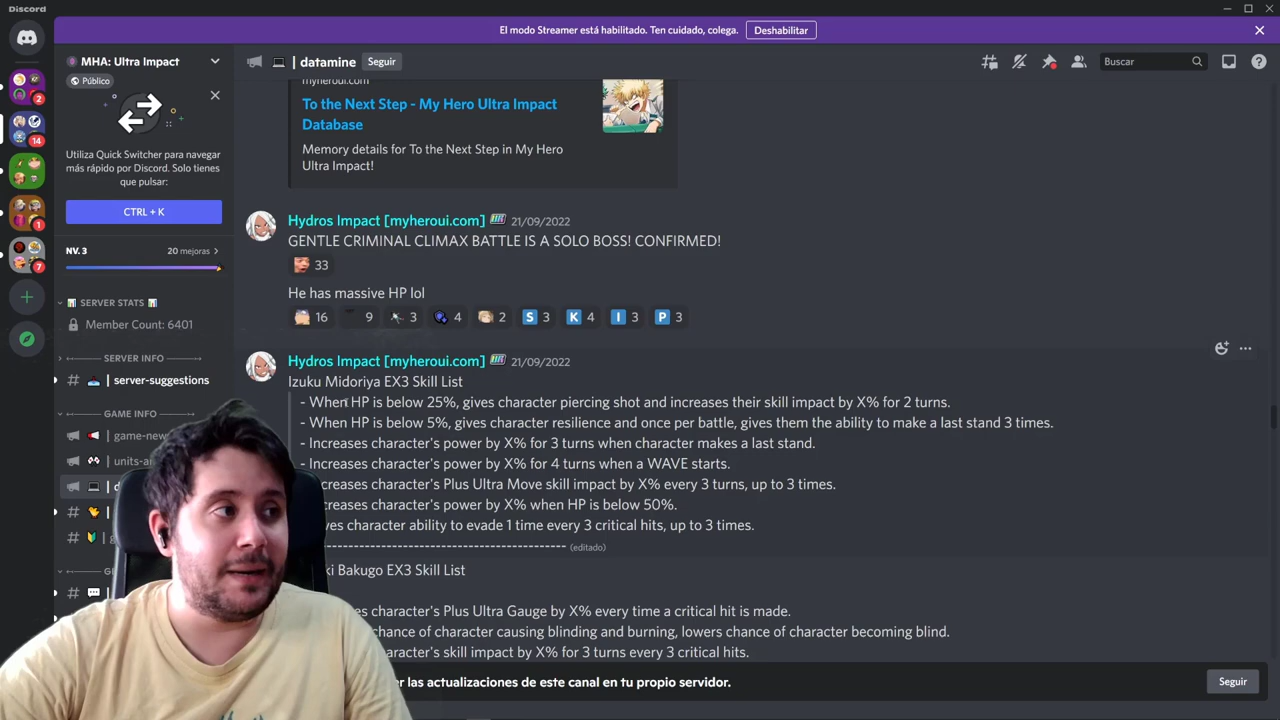 Discord
El modo Streamer está habilitado. Ten cuidado, colega.
Deshabilitar
MHA: Ultra Impact
Público
Utiliza Quick Switcher para navegar
más rápido por Discord. Solo tienes
que pulsar:
CTRL + K
NV. 3
20 mejoras
SERVER STATS
Member Count: 6401
SERVER INFO
server-suggestions
GAME INFO
game-new
units-a
2
14
1
7
| datamine
Seguir
Buscar
myheroui.com
To the Next Step - My Hero Ultra Impact
Database
Memory details for To the Next Step in My Hero
Ultra Impact!
Hydros Impact [myheroui.com] 21/09/2022
GENTLE CRIMINAL CLIMAX BATTLE IS A SOLO BOSS! CONFIRMED!
33
He has massive HP lol
16 9 3 4 2 S 3 K 4 I 3 P 3
Hydros Impact [myheroui.com] 21/09/2022
Izuku Midoriya EX3 Skill List
- When HP is below 25%, gives character piercing shot and increases their skill impact by X% for 2 turns.
- When HP is below 5%, gives character resilience and once per battle, gives them the ability to make a last stand 3 times.
- Increases character's power by X% for 3 turns when character makes a last stand.
- Increases character's power by X% for 4 turns when a WAVE starts.
creases character's Plus Ultra Move skill impact by X% every 3 turns, up to 3 times.
creases character's power by X% when HP is below 50%.
ves character ability to evade 1 time every 3 critical hits, up to 3 times.
(editado)
ki Bakugo EX3 Skill List
es character's Plus Ultra Gauge by X% every time a critical hit is made.
hance of character causing blinding and burning, lowers chance of character becoming blind.
character's skill impact by X% for 3 turns every 3 critical hits.
er las actualizaciones de este canal en tu propio servidor.
Seguir